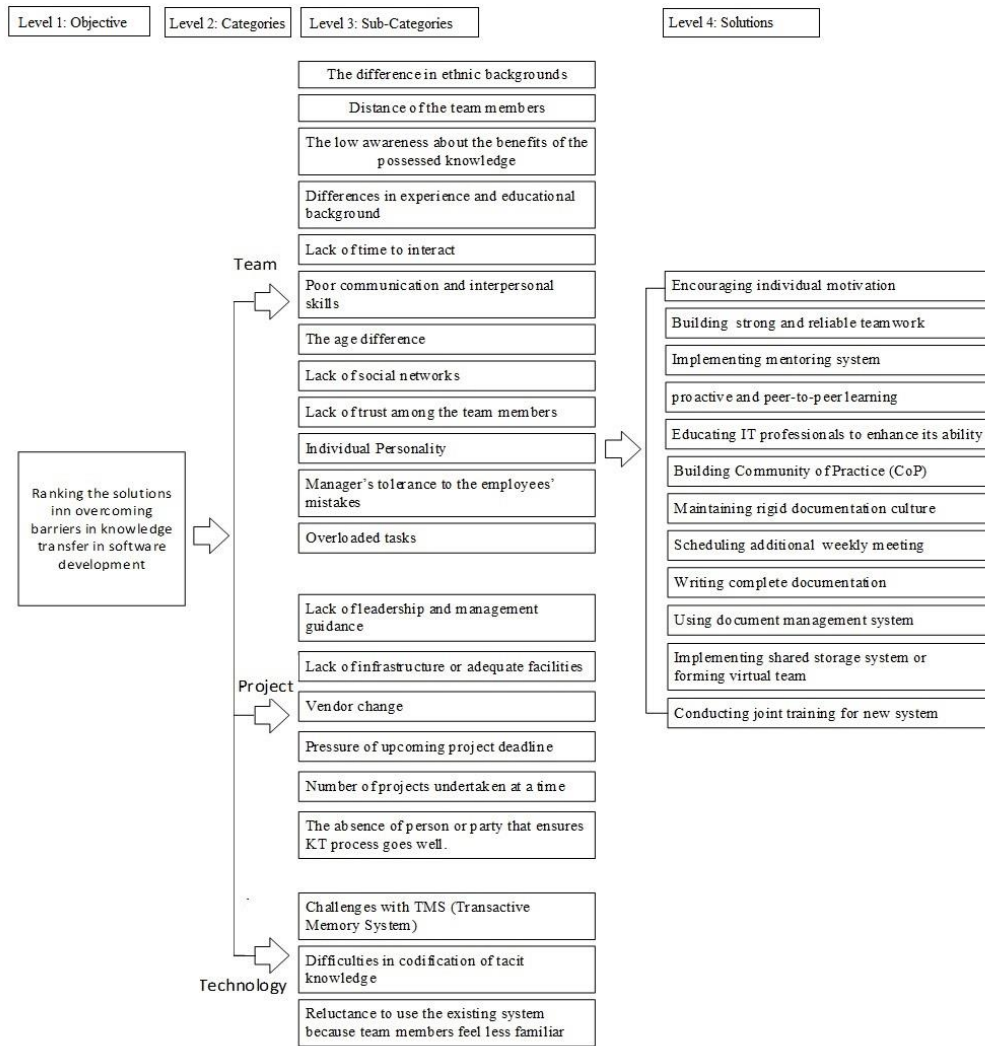 Level 1: Objective
Level 2: Categories
Level 3: Sub-Categories
Level 4: Solutions
Ranking the solutions
inn overcoming
barriers in knowledge
transfer in software
development
Team
The difference in ethnic backgrounds
Distance of the team members
The low awareness about the benefits of the
possessed knowledge
Differences in experience and educational
background
Lack of time to interact
Poor communication and interpersonal
skills
The age difference
Lack of social networks
Lack of trust among the team members
Individual Personality
Manager's tolerance to the employees'
mistakes
Overloaded tasks
Project
Lack of leadership and management
guidance
Lack of infrastructure or adequate facilities
Vendor change
Pressure of upcoming project deadline
Number of projects undertaken at a time
The absence of person or party that ensures
KT process goes well.
Technology
Challenges with TMS (Transactive
Memory System)
Difficulties in codification of tacit
knowledge
Reluctance to use the existing system
because team members feel less familiar
Encouraging individual motivation
Building strong and reliable teamwork
Implementing mentoring system
proactive and peer-to-peer learning
Educating IT professionals to enhance its ability
Building Community of Practice (CoP)
Maintaining rigid documentation culture
Scheduling additional weekly meeting
Writing complete documentation
Using document management system
Implementing shared storage system or
forming virtual team
Conducting joint training for new system